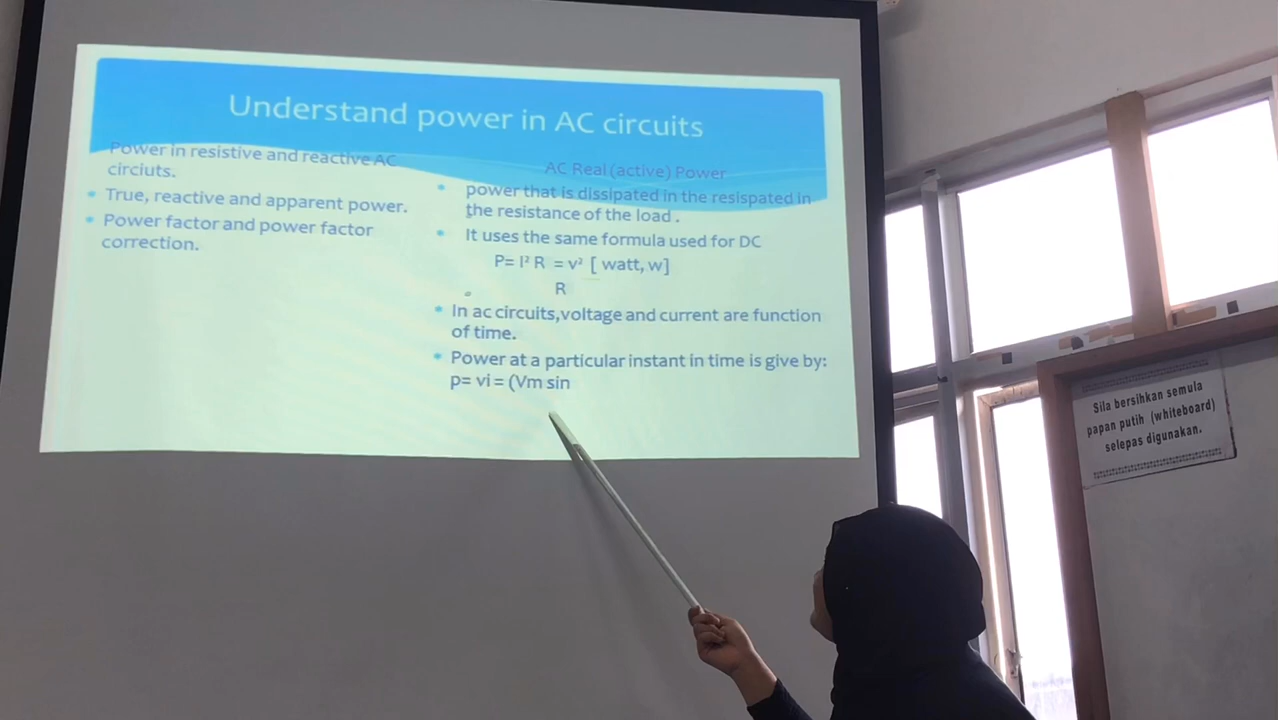 Understand power in AC circuits
Power in resistive and reactive AC
circiuts.
• True, reactive and apparent power.
• Power factor and power factor
correction.
AC Real (active) Power
• power that is dissipated in the resispated in
the resistance of the load .
• It uses the same formula used for DC
P= I² R = v² [ watt, w]
R
• In ac circuits,voltage and current are function
of time.
• Power at a particular instant in time is give by:
p= vi = (Vm sin
Sila bersihkan semula
papan putih (whiteboard)
selepas digunakan.